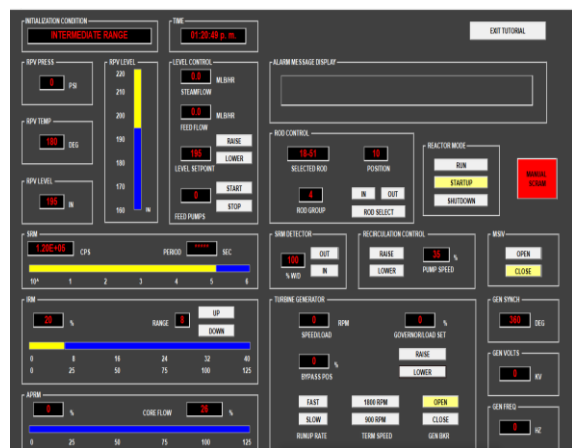 INITIALIZATION CONDITION
INTERMEDIATE RANGE
TIME
01:20:49 p. m.
EXIT TUTORIAL
RPV PRESS
0 PSI
RPV TEMP
180 DEG
RPV LEVEL
195 IN
RPV LEVEL
220
210
200
190
180
170
160 IN
LEVEL CONTROL
0.0 MLB/HR
STEAMFLOW
0.0 MLB/HR
FEED FLOW
195 RAISE
LOWER
LEVEL SETPOINT
0 START
STOP
FEED PUMPS
ALARM MESSAGE DISPLAY
ROD CONTROL
18-51 10
SELECTED ROD POSITION
4 IN OUT
ROD GROUP ROD SELECT
REACTOR MODE
RUN
STARTUP
SHUTDOWN
MANUAL
SCRAM
SRM
1.20E+05 CPS PERIOD ***** SEC
10^ 1 2 3 4 5 6
SRM DETECTOR
100 OUT
IN
% W/D
RECIRCULATION CONTROL
RAISE 35 %
LOWER PUMP SPEED
MSIV
OPEN
CLOSE
IRM
20 % RANGE 8 UP
DOWN
0 8 16 24 32 40
0 25 50 75 100 125
TURBINE GENERATOR
0 RPM 0 %
SPEED/LOAD GOVERNOR/LOAD SET
0 % RAISE
BYPASS POS LOWER
FAST 1800 RPM OPEN
SLOW 900 RPM CLOSE
RUNUP RATE TERM SPEED GEN BKR
GEN SYNCH
360 DEG
GEN VOLTS
0 KV
GEN FREQ
0 HZ
APRM
0 % CORE FLOW 26 %
0 25 50 75 100 125